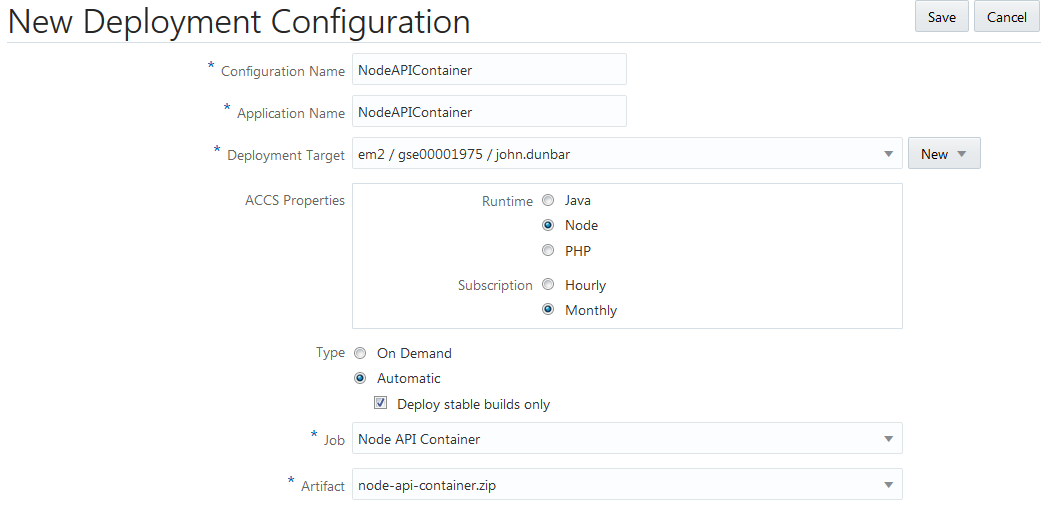 New Deployment Configuration
Save
Cancel
* Configuration Name NodeAPIContainer
* Application Name NodeAPIContainer
* Deployment Target em2 / gse00001975 / john.dunbar New
ACCS Properties Runtime Java
Node
PHP
Subscription Hourly
Monthly
Type On Demand
Automatic
Deploy stable builds only
* Job Node API Container
* Artifact node-api-container.zip